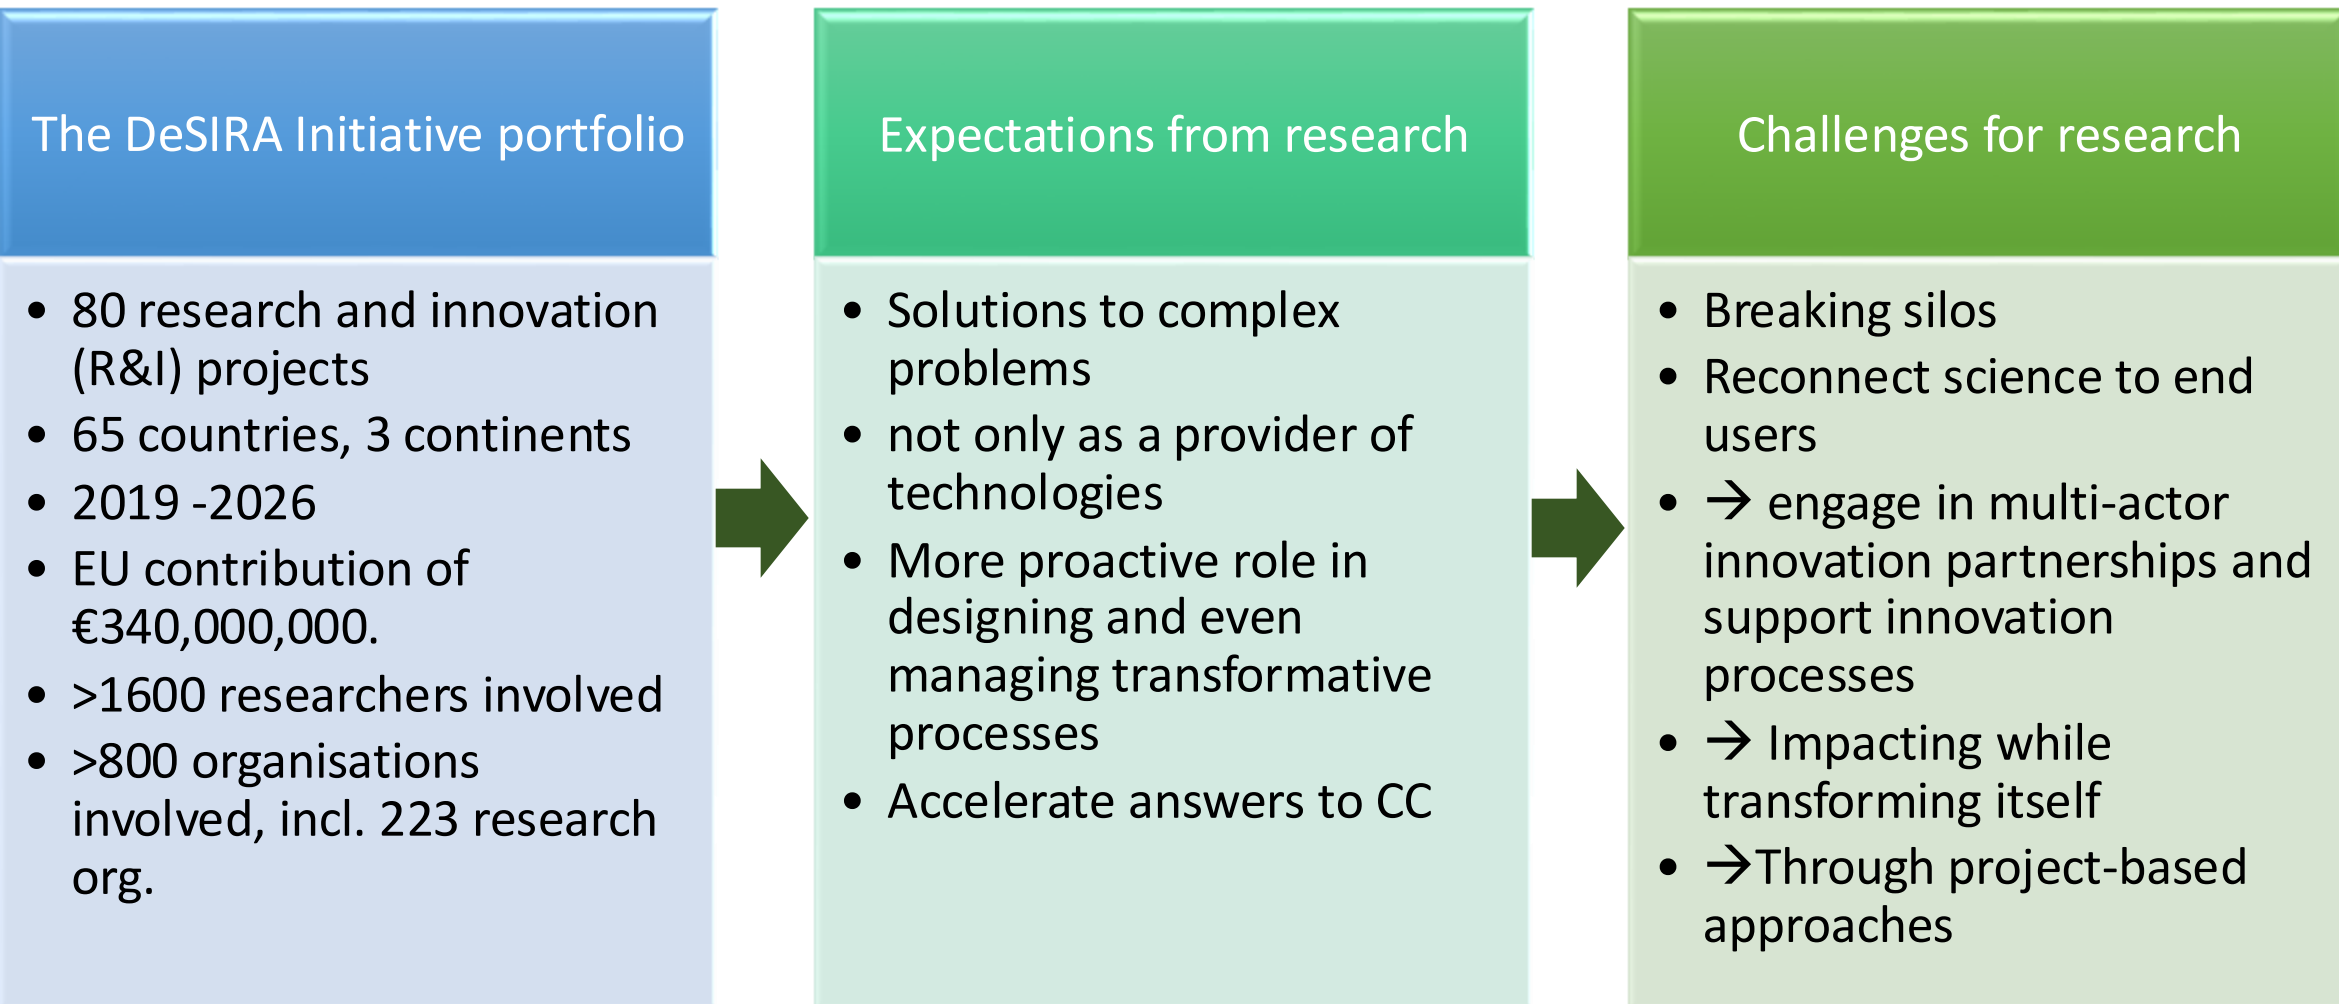 The DeSIRA Initiative portfolio
• 80 research and innovation
(R&I) projects
• 65 countries, 3 continents
• 2019 -2026
• EU contribution of
€340,000,000.
• >1600 researchers involved
• >800 organisations
involved, incl. 223 research
org.
Expectations from research
• Solutions to complex
problems
• not only as a provider of
technologies
• More proactive role in
designing and even
managing transformative
processes
• Accelerate answers to CC
Challenges for research
• Breaking silos
• Reconnect science to end
users
• → engage in multi-actor
innovation partnerships and
support innovation
processes
• → Impacting while
transforming itself
• →Through project-based
approaches